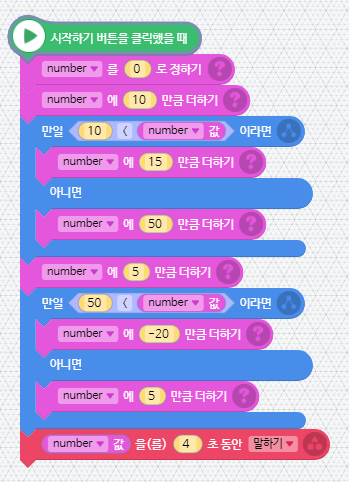 시작하기 버튼을 클릭했을 때
number ▼ 를 0 로 정하기 ?
number ▼ 에 10 만큼 더하기 ?
만일 10 < number ▼ 값 이라면
number ▼ 에 15 만큼 더하기 ?
아니면
number ▼ 에 50 만큼 더하기 ?
number ▼ 에 5 만큼 더하기 ?
만일 50 < number ▼ 값 이라면
number ▼ 에 -20 만큼 더하기 ?
아니면
number ▼ 에 5 만큼 더하기 ?
number ▼ 값 을(를) 4 초 동안 말하기 ▼